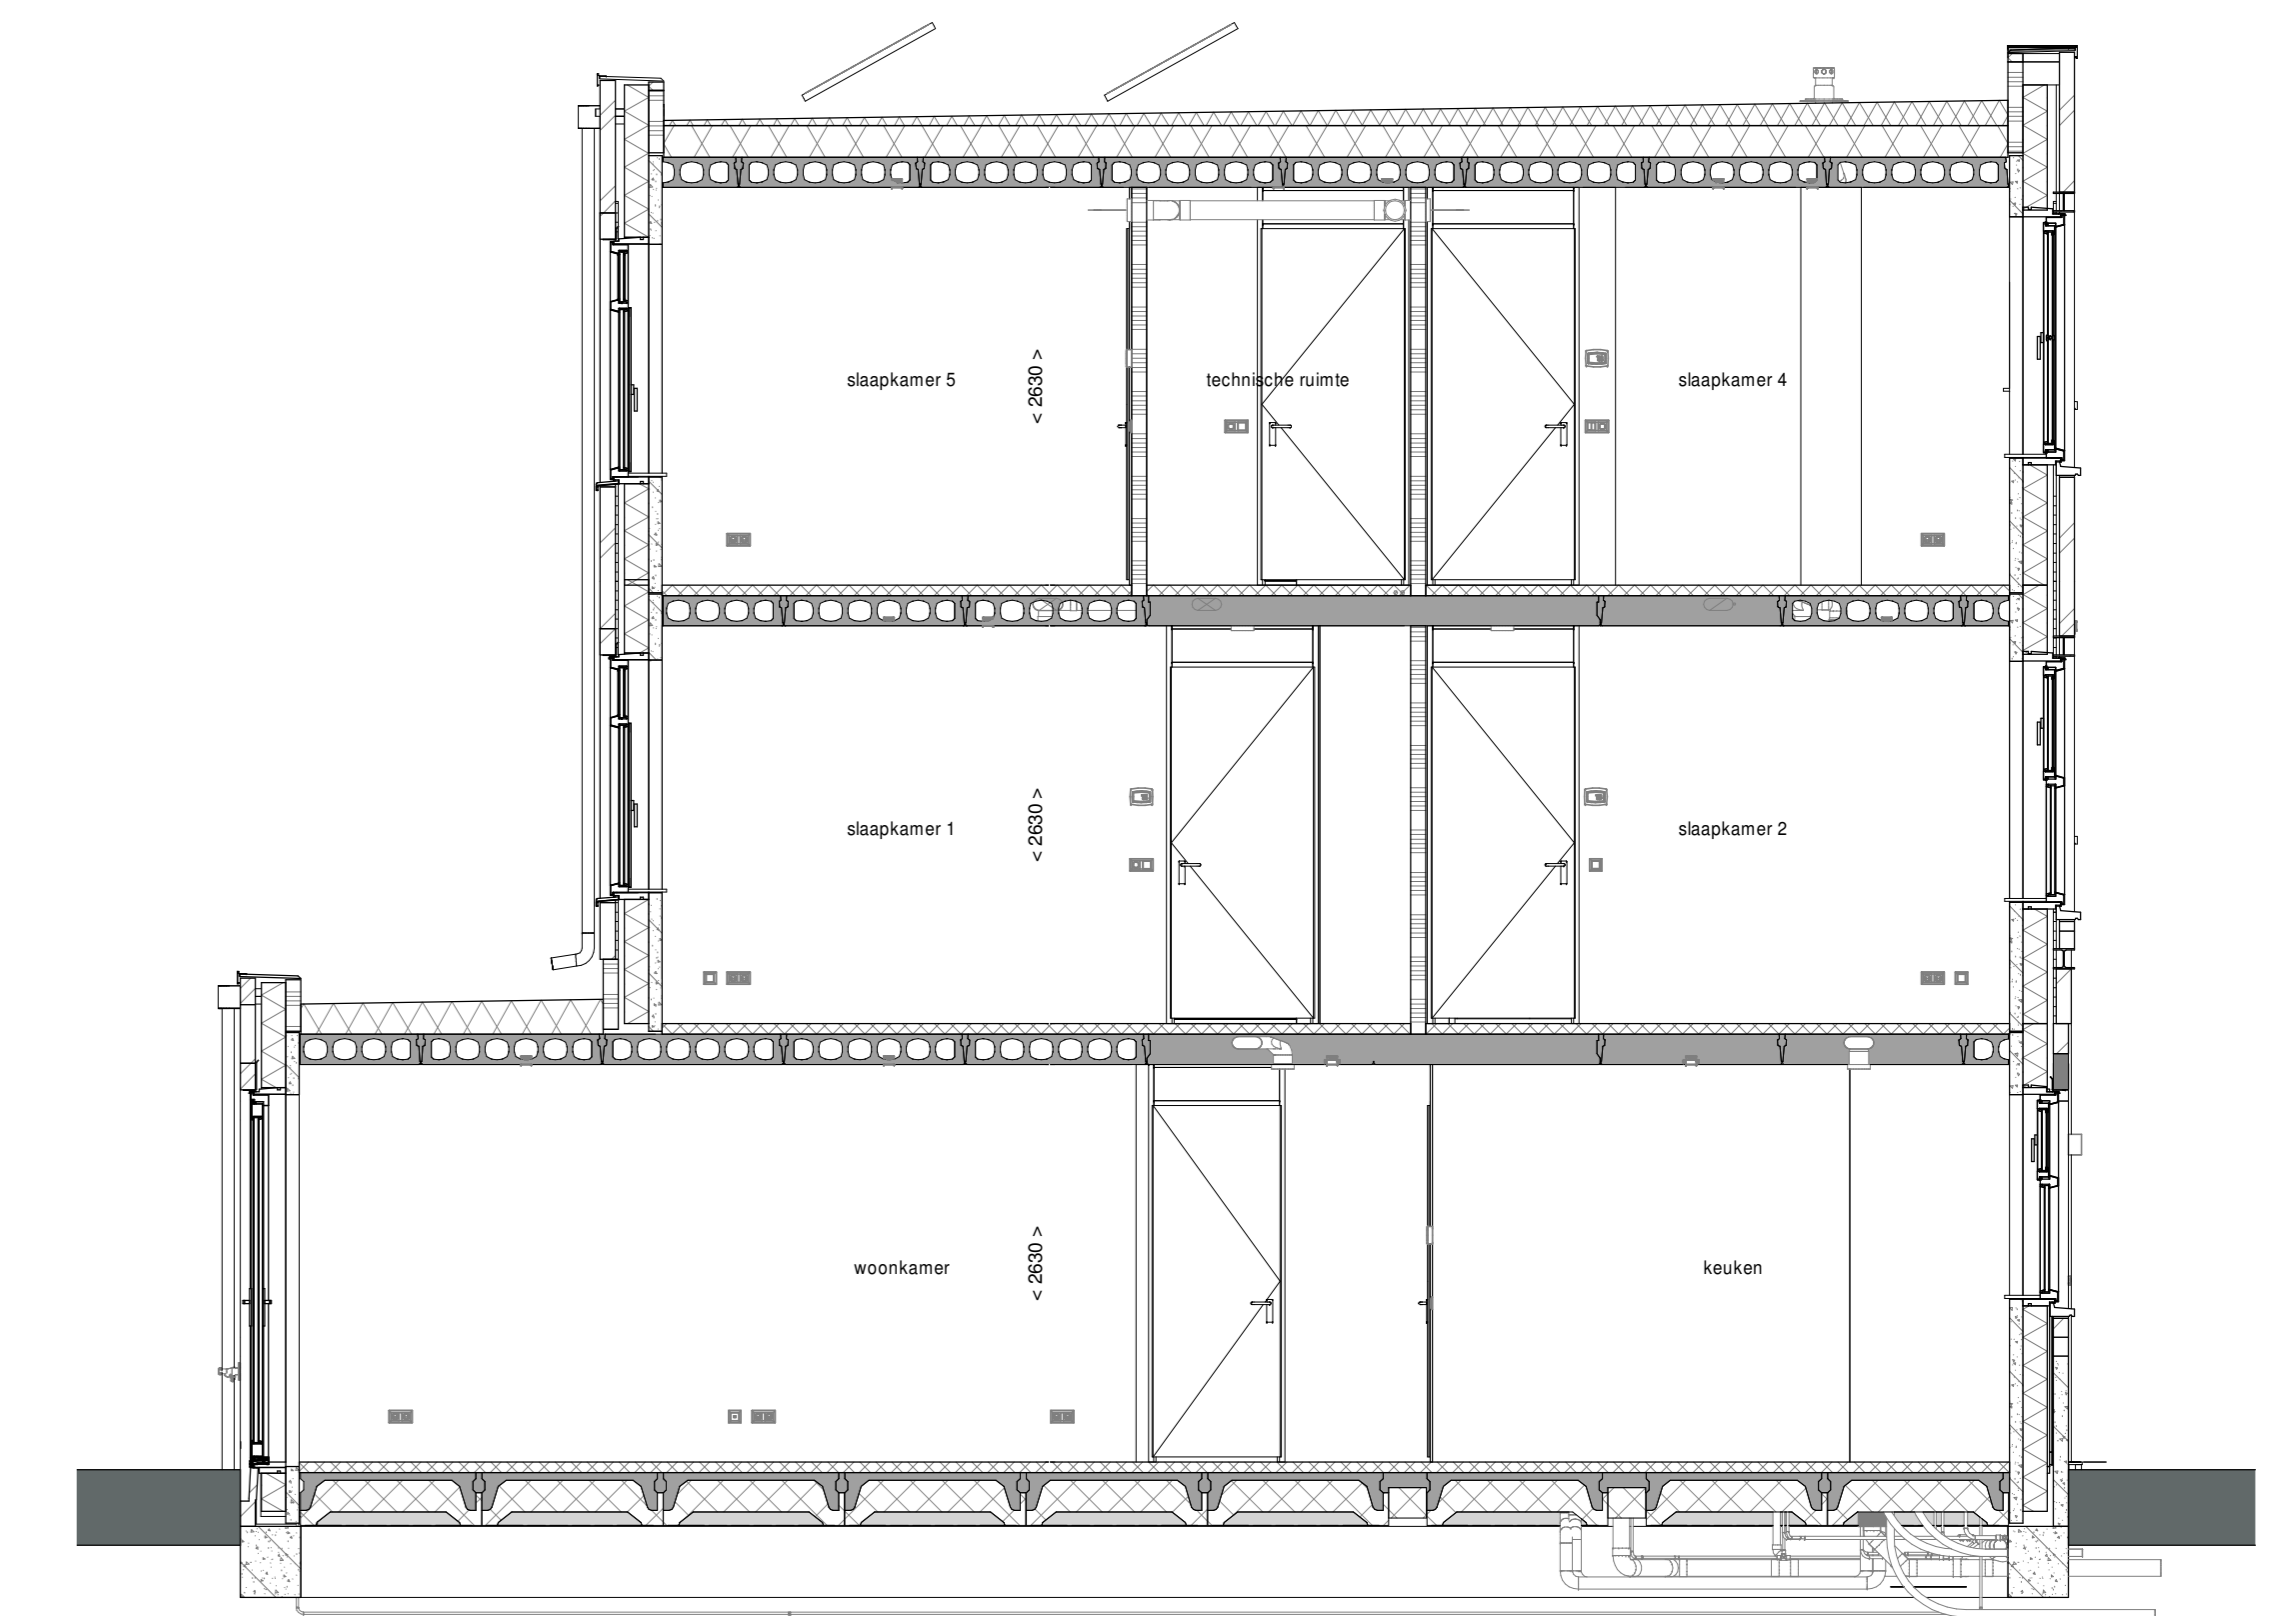 slaapkamer 5
< 2630 >
technische ruimte
slaapkamer 4
slaapkamer 1
< 2630 >
slaapkamer 2
woonkamer
< 2630 >
keuken